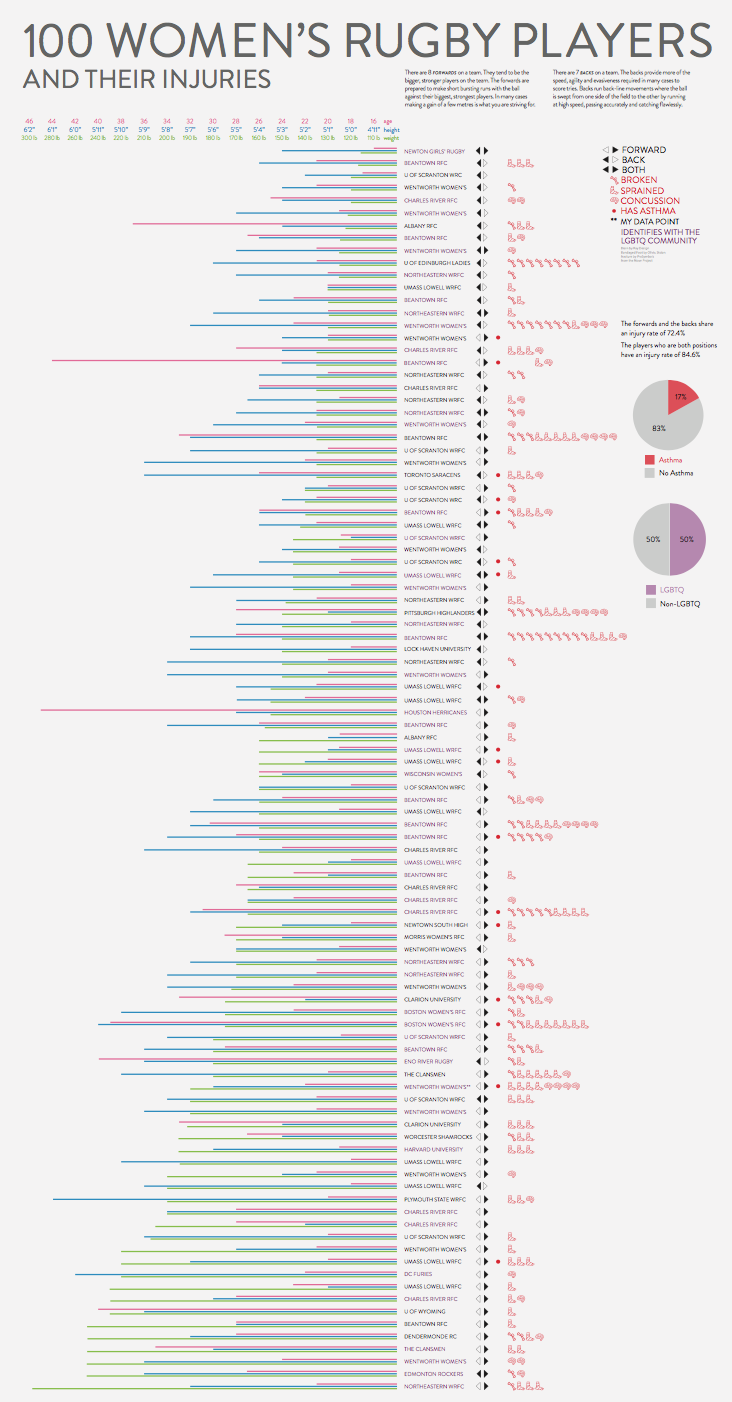 100 WOMEN'S RUGBY PLAYERS
AND THEIR INJURIES
There are 8 FORWARDS on a team. They tend to be the
bigger, stronger players on the team. The forwards are
prepared to make short bursting runs with the ball
against their biggest, strongest players. In many cases
making a gain of a few metres is what you are striving for.
There are 7 BACKS on a team. The backs provide more of the
speed, agility and evasiveness required in many cases to
score tries. Backs run back-line movements where the ball
is swept from one side of the field to the other by running
at high speed, passing accurately and catching flawlessly.
46 44 42 40 38 36 34 32 30 28 26 24 22 20 18 16 age
6'2" 6'1" 6'0" 5'11" 5'10" 5'9" 5'8" 5'7" 5'6" 5'5" 5'4" 5'3" 5'2" 5'1" 5'0" 4'11" height
300 lb 280 lb 260 lb 240 lb 220 lb 210 lb 200 lb 190 lb 180 lb 170 lb 160 lb 150 lb 140 lb 130 lb 120 lb 110 lb weight
FORWARD
BACK
BOTH
BROKEN
SPRAINED
CONCUSSION
HAS ASTHMA
** MY DATA POINT
IDENTIFIES WITH THE
LGBTQ COMMUNITY
The forwards and the backs share
an injury rate of 72.4%
The players who are both positions
have an injury rate of 84.6%
17%
83%
Asthma
No Asthma
50% 50%
LGBTQ
Non-LGBTQ
NEWTON GIRLS' RUGBY
BEANTOWN RFC
U OF SCRANTON WRC
WENTWORTH WOMEN'S
CHARLES RIVER RFC
WENTWORTH WOMEN'S
ALBANY RFC
BEANTOWN RFC
WENTWORTH WOMEN'S
U OF EDINBURGH LADIES
NORTHEASTERN WRFC
UMASS LOWELL WRFC
BEANTOWN RFC
NORTHEASTERN WRFC
WENTWORTH WOMEN'S
WENTWORTH WOMEN'S
CHARLES RIVER RFC
BEANTOWN RFC
NORTHEASTERN WRFC
CHARLES RIVER RFC
NORTHEASTERN WRFC
NORTHEASTERN WRFC
WENTWORTH WOMEN'S
BEANTOWN RFC
U OF SCRANTON WRFC
WENTWORTH WOMEN'S
TORONTO SARACENS
U OF SCRANTON WRFC
U OF SCRANTON WRC
BEANTOWN RFC
UMASS LOWELL WRFC
U OF SCRANTON WRFC
WENTWORTH WOMEN'S
U OF SCRANTON WRC
UMASS LOWELL WRFC
WENTWORTH WOMEN'S
NORTHEASTERN WRFC
PITTSBURGH HIGHLANDERS
NORTHEASTERN WRFC
BEANTOWN RFC
LOCK HAVEN UNIVERSITY
NORTHEASTERN WRFC
WENTWORTH WOMEN'S
UMASS LOWELL WRFC
UMASS LOWELL WRFC
HOUSTON HERRICANES
BEANTOWN RFC
ALBANY RFC
UMASS LOWELL WRFC
UMASS LOWELL WRFC
WISCONSIN WOMEN'S
U OF SCRANTON WRFC
BEANTOWN RFC
UMASS LOWELL WRFC
BEANTOWN RFC
BEANTOWN RFC
CHARLES RIVER RFC
UMASS LOWELL WRFC
BEANTOWN RFC
CHARLES RIVER RFC
CHARLES RIVER RFC
CHARLES RIVER RFC
NEWTOWN SOUTH HIGH
MORRIS WOMEN'S RFC
WENTWORTH WOMEN'S
NORTHEASTERN WRFC
NORTHEASTERN WRFC
WENTWORTH WOMEN'S
CLARION UNIVERSITY
BOSTON WOMEN'S RFC
BOSTON WOMEN'S RFC
U OF SCRANTON WRFC
BEANTOWN RFC
ENO RIVER RUGBY
THE CLANSMEN
WENTWORTH WOMEN'S**
U OF SCRANTON WRFC
WENTWORTH WOMEN'S
CLARION UNIVERSITY
WORCESTER SHAMROCKS
HARVARD UNIVERSITY
UMASS LOWELL WRFC
WENTWORTH WOMEN'S
UMASS LOWELL WRFC
PLYMOUTH STATE WRFC
CHARLES RIVER RFC
CHARLES RIVER RFC
U OF SCRANTON WRFC
WENTWORTH WOMEN'S
UMASS LOWELL WRFC
DC FURIES
UMASS LOWELL WRFC
CHARLES RIVER RFC
U OF WYOMING
BEANTOWN RFC
DENDERMONDE RC
THE CLANSMEN
WENTWORTH WOMEN'S
EDMONTON ROCKERS
NORTHEASTERN WRFC